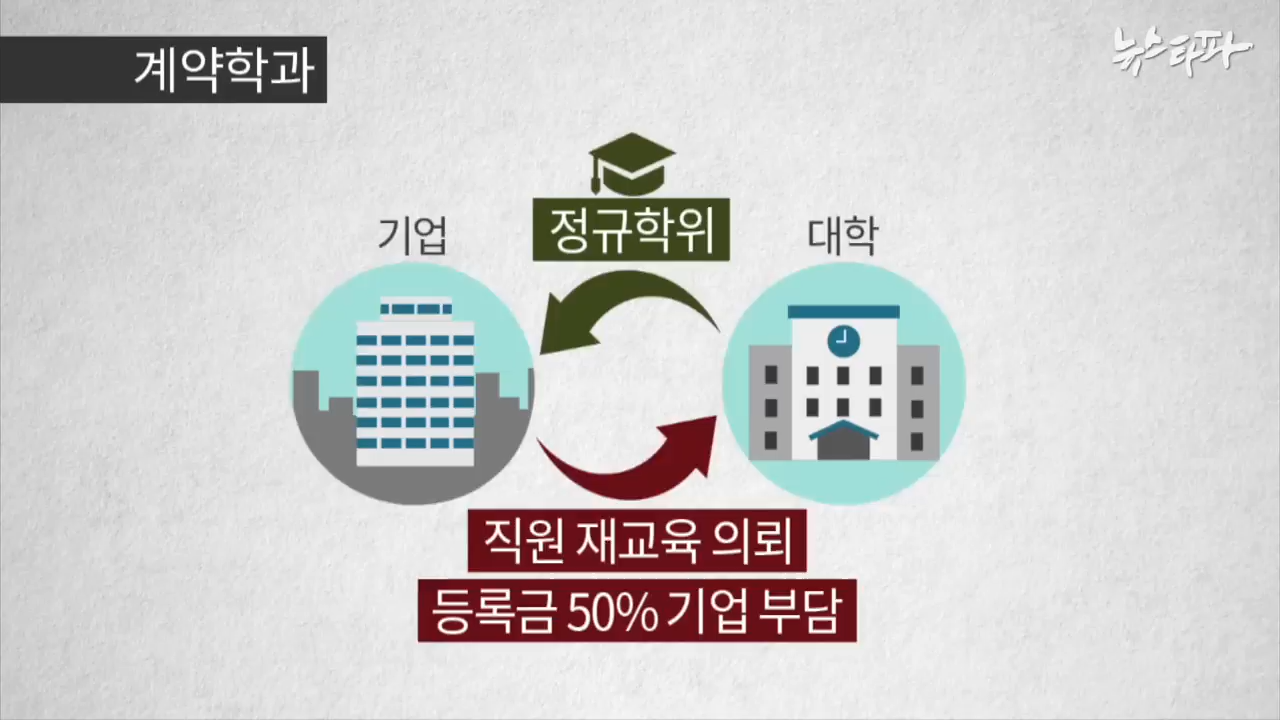 계약학과
뉴스타파
정규학위
기업
대학
직원 재교육 의뢰
등록금 50% 기업 부담